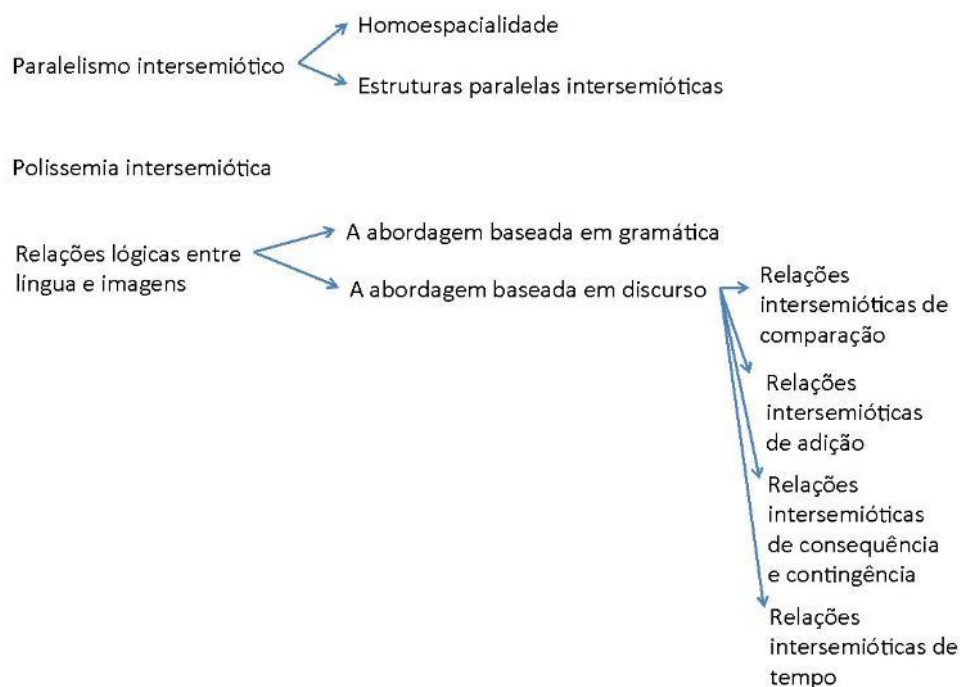 Homoespacialidade
Paralelismo intersemiótico
Estruturas paralelas intersemióticas
Polissemia intersemiótica
A abordagem baseada em gramática
Relações lógicas entre
língua e imagens
A abordagem baseada em discurso
Relações
intersemióticas de
comparação
Relações
intersemióticas
de adição
Relações
intersemióticas
de consequência
e contingência
Relações
intersemióticas de
tempo